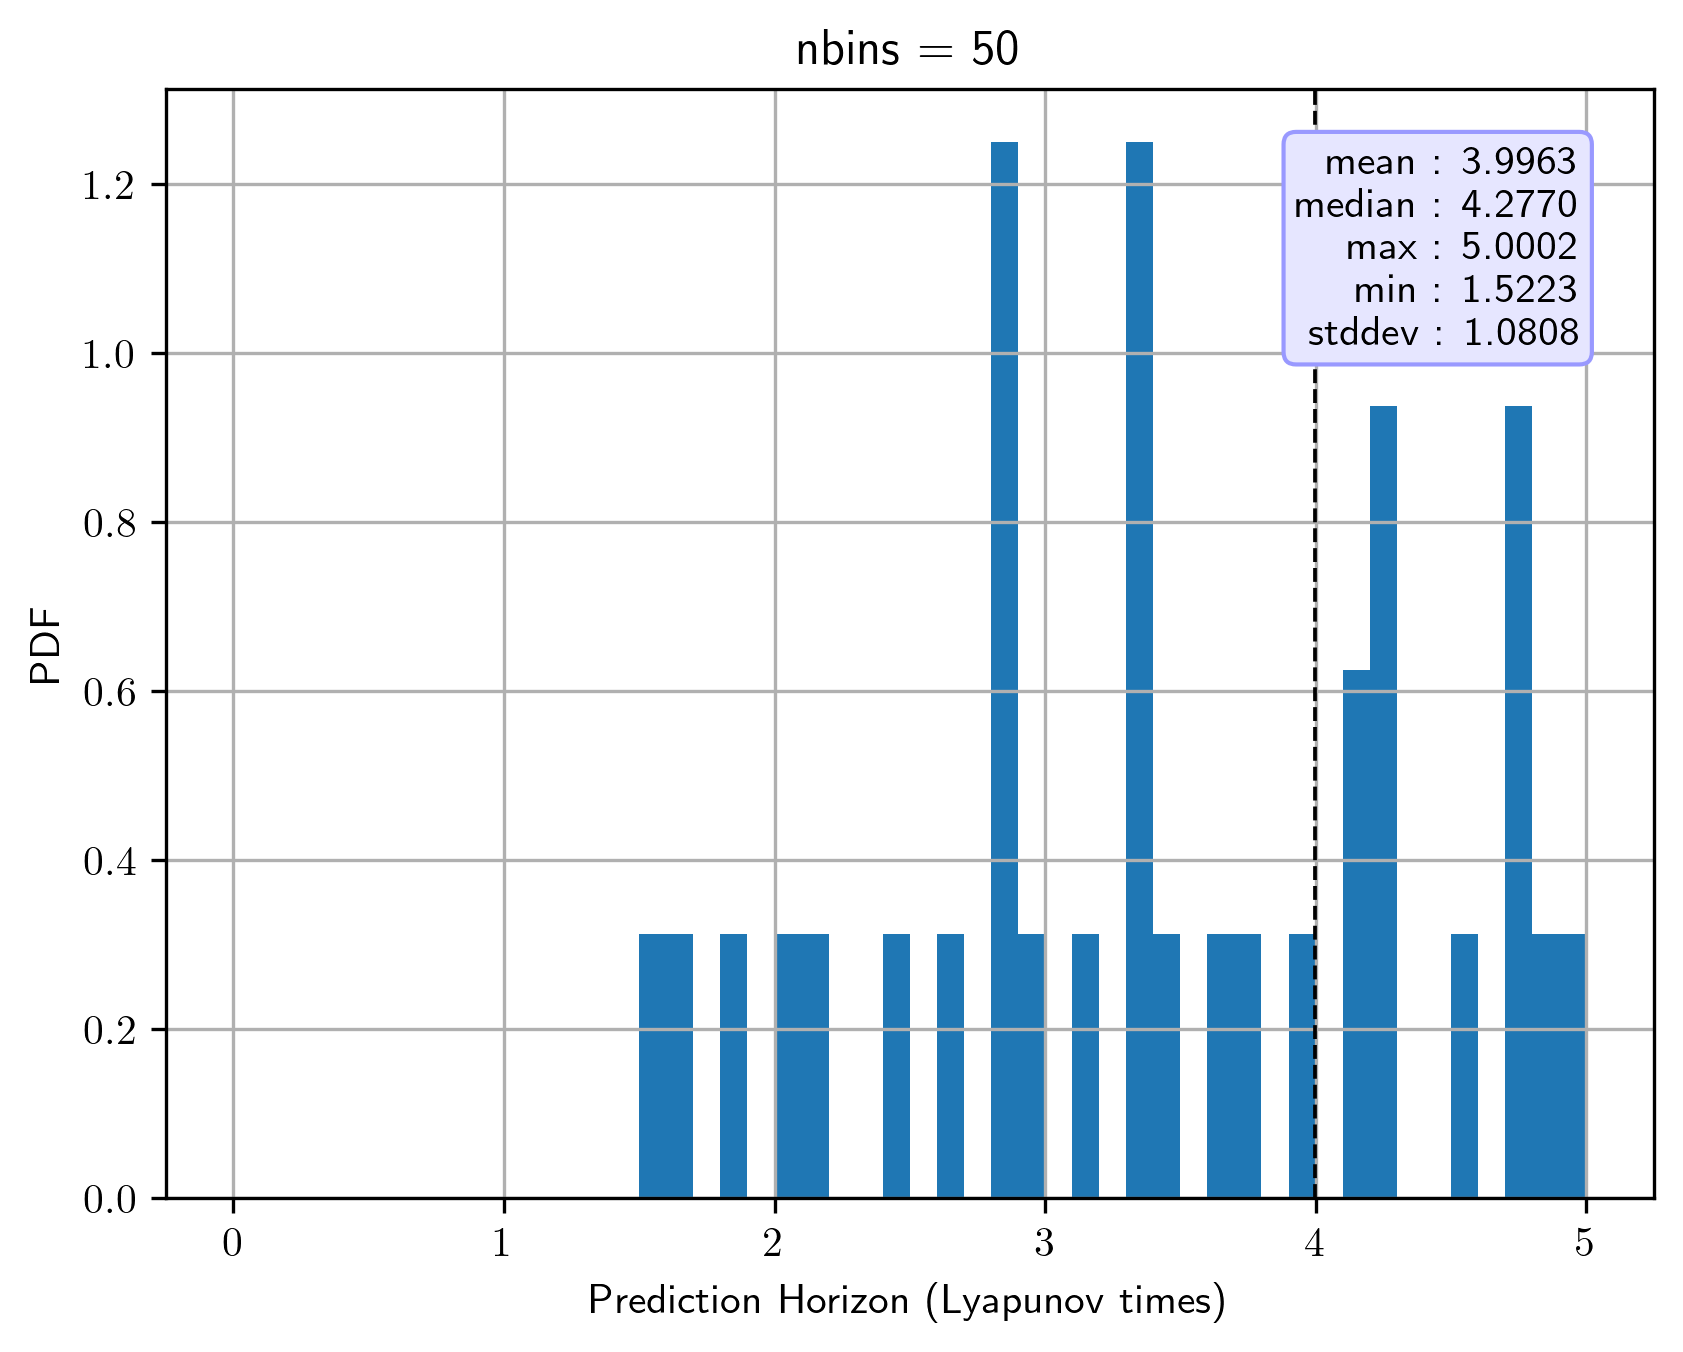 nbins = 50
mean : 3.9963
median : 4.2770
max : 5.0002
min : 1.5223
stddev : 1.0808
PDF
1.2
1.0
0.8
0.6
0.4
0.2
0.0
0 1 2 3 4 5
Prediction Horizon (Lyapunov times)